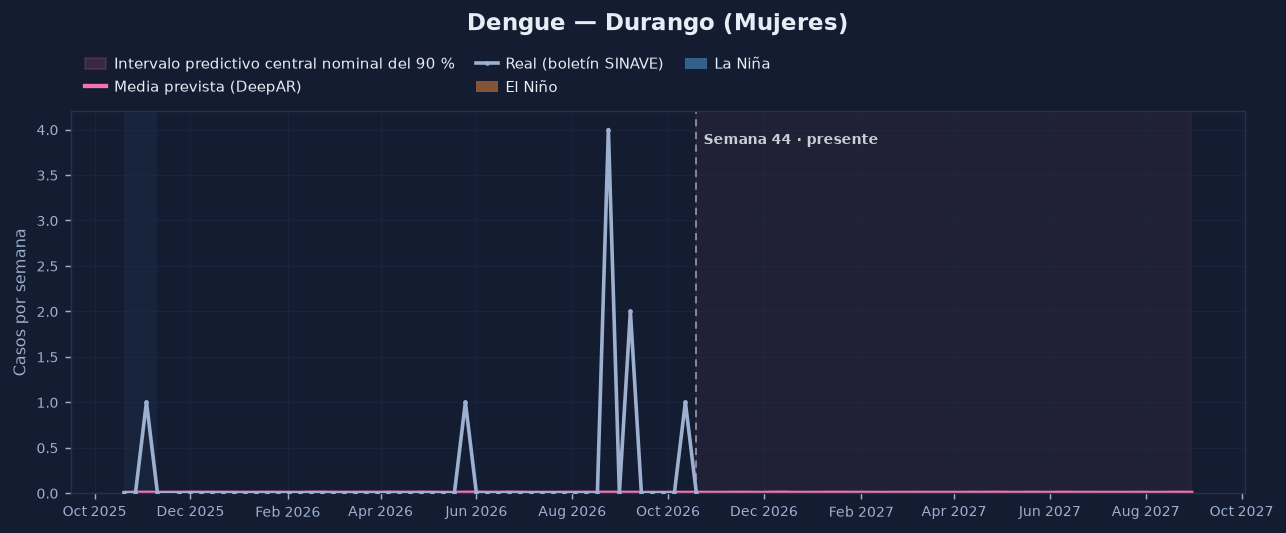 Dengue — Durango (Mujeres)
Intervalo predictivo central nominal del 90 %
Real (boletín SINAVE)
La Niña
Media prevista (DeepAR)
El Niño
Semana 44 · presente
Casos por semana
4.0
3.5
3.0
2.5
2.0
1.5
1.0
0.5
0.0
Oct 2025
Dec 2025
Feb 2026
Apr 2026
Jun 2026
Aug 2026
Oct 2026
Dec 2026
Feb 2027
Apr 2027
Jun 2027
Aug 2027
Oct 2027